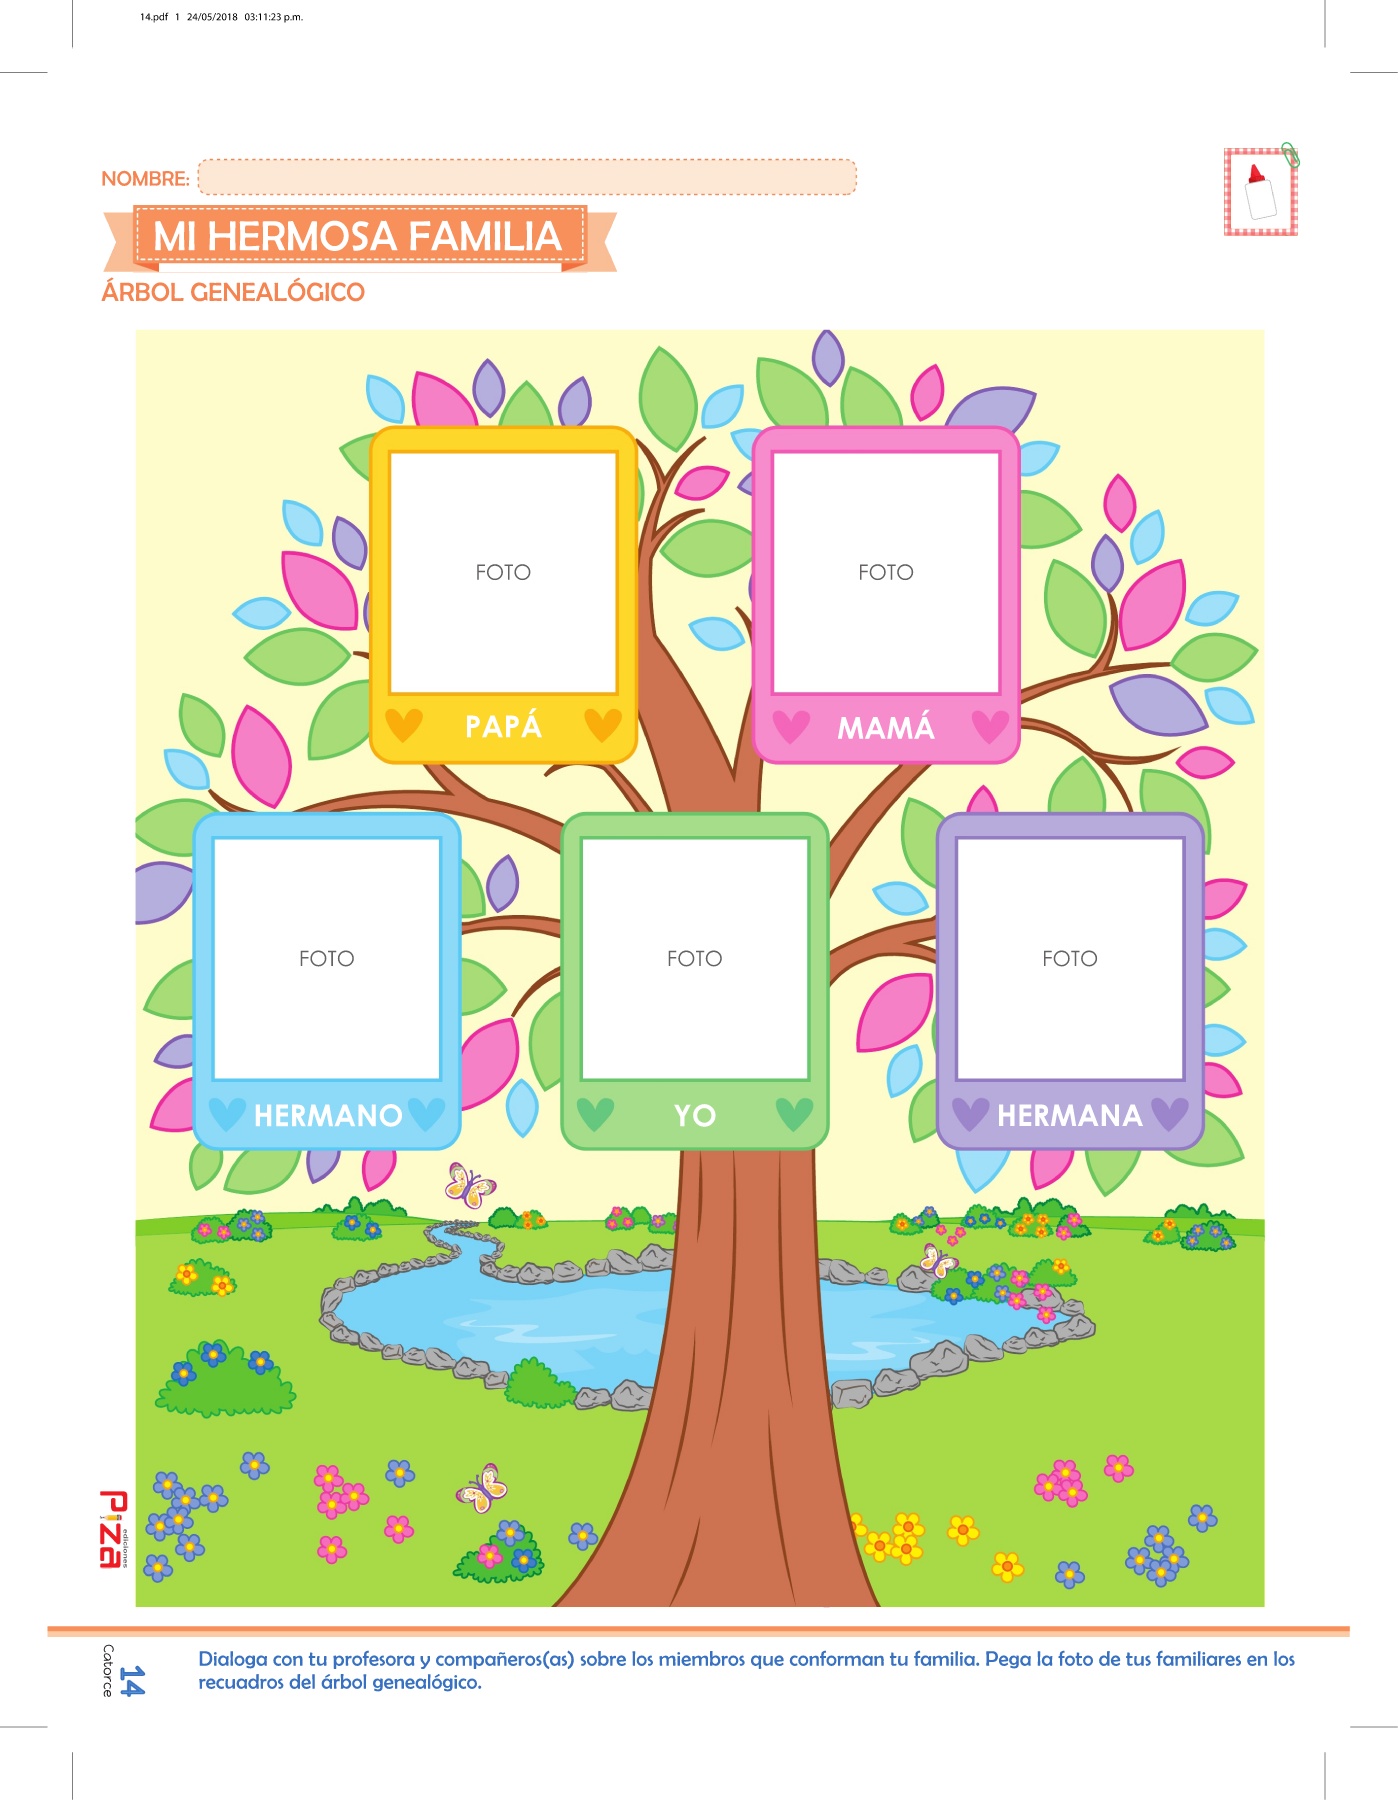 14.pdf 1 24/05/2018 03:11:23 p.m.
NOMBRE:
MI HERMOSA FAMILIA
ÁRBOL GENEALÓGICO
FOTO
PAPÁ
FOTO
MAMÁ
FOTO
HERMANO
FOTO
YO
FOTO
HERMANA
Piza
ediciones
14
Catorce
Dialoga con tu profesora y compañeros(as) sobre los miembros que conforman tu familia. Pega la foto de tus familiares en los
recuadros del árbol genealógico.